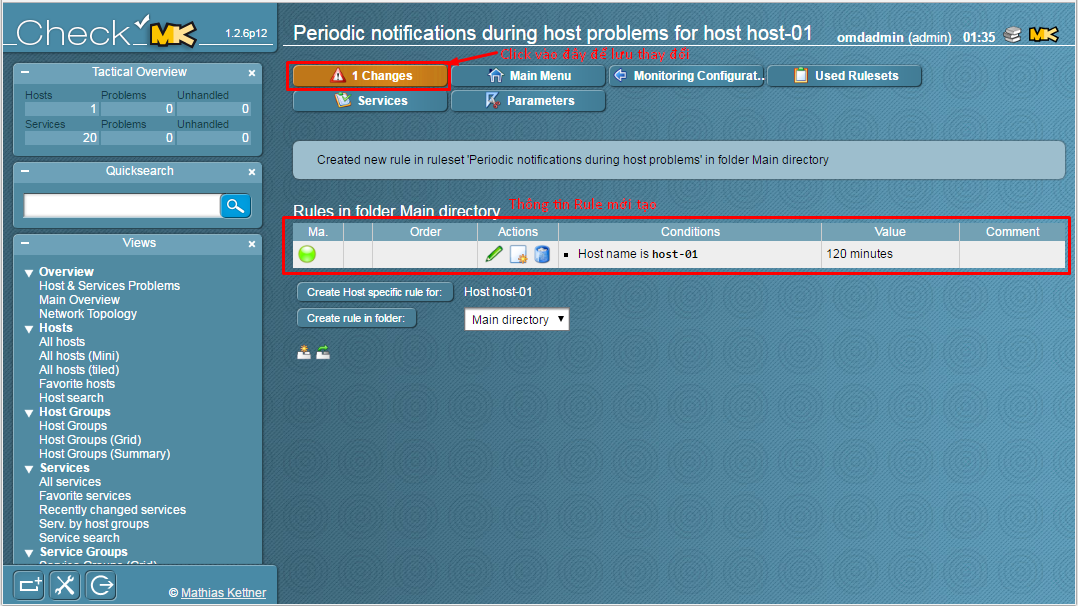 Check MK 1.2.6p12
Periodic notifications during host problems for host host-01
omdadmin (admin) 01:35 MK
Click vào đây để lưu thay đổi
1 Changes
Main Menu
Monitoring Configurat..
Used Rulesets
Services
Parameters
Tactical Overview
Hosts Problems Unhandled
1 0 0
Services Problems Unhandled
20 0 0
Quicksearch
Views
Overview
Host & Services Problems
Main Overview
Network Topology
Hosts
All hosts
All hosts (Mini)
All hosts (tiled)
Favorite hosts
Host search
Host Groups
Host Groups
Host Groups (Grid)
Host Groups (Summary)
Services
All services
Favorite services
Recently changed services
Serv. by host groups
Service search
Service Groups
Service Groups (Grid)
© Mathias Kettner
Created new rule in ruleset 'Periodic notifications during host problems' in folder Main directory
Rules in folder Main directory
Thông tin Rule mới tạo
Ma. Order Actions Conditions Value Comment
Host name is host-01 120 minutes
Create Host specific rule for: Host host-01
Create rule in folder: Main directory